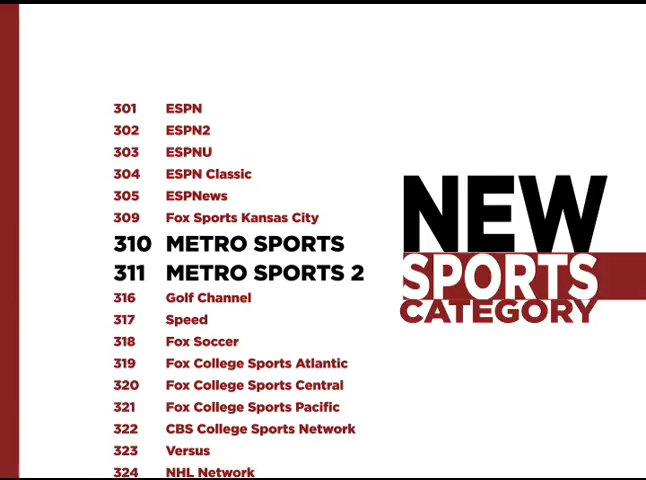 301 ESPN
302 ESPN2
303 ESPNU
304 ESPN Classic
305 ESPNews
309 Fox Sports Kansas City
310 METRO SPORTS
311 METRO SPORTS 2
316 Golf Channel
317 Speed
318 Fox Soccer
319 Fox College Sports Atlantic
320 Fox College Sports Central
321 Fox College Sports Pacific
322 CBS College Sports Network
323 Versus
324 NHL Network
NEW
SPORTS
CATEGORY